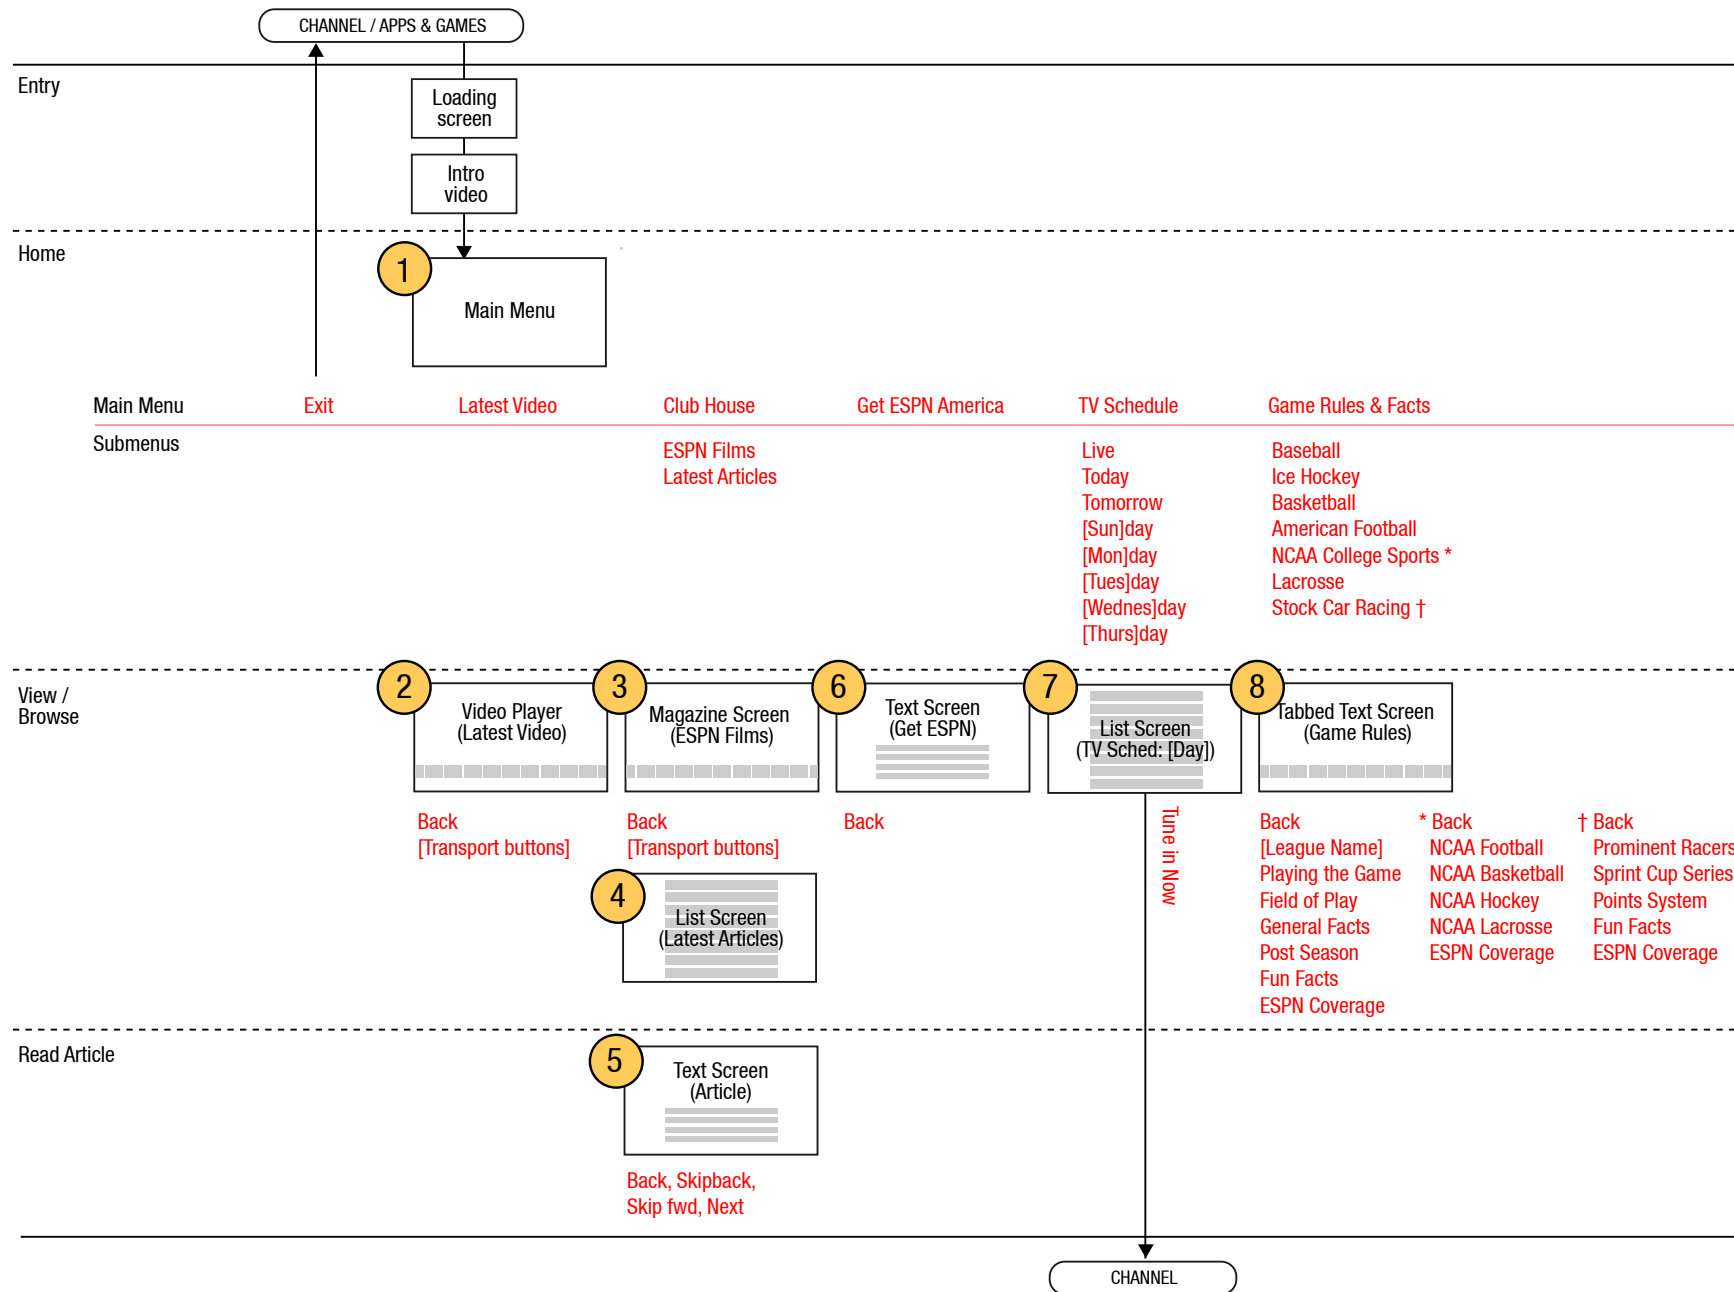 CHANNEL / APPS & GAMES
Entry
Loading
screen
Intro
video
Home
1
Main Menu
Main Menu
Exit
Latest Video
Club House
Get ESPN America
TV Schedule
Game Rules & Facts
Submenus
ESPN Films
Latest Articles
Live
Today
Tomorrow
[Sun]day
[Mon]day
[Tues]day
[Wednes]day
[Thurs]day
Baseball
Ice Hockey
Basketball
American Football
NCAA College Sports *
Lacrosse
Stock Car Racing †
View /
Browse
2
Video Player
(Latest Video)
Back
[Transport buttons]
3
Magazine Screen
(ESPN Films)
Back
[Transport buttons]
4
List Screen
(Latest Articles)
6
Text Screen
(Get ESPN)
Back
7
List Screen
(TV Sched: [Day])
Tune in Now
8
Tabbed Text Screen
(Game Rules)
Back
[League Name]
Playing the Game
Field of Play
General Facts
Post Season
Fun Facts
ESPN Coverage
* Back
NCAA Football
NCAA Basketball
NCAA Hockey
NCAA Lacrosse
ESPN Coverage
† Back
Prominent Racers
Sprint Cup Series
Points System
Fun Facts
ESPN Coverage
Read Article
5
Text Screen
(Article)
Back, Skipback,
Skip fwd, Next
CHANNEL